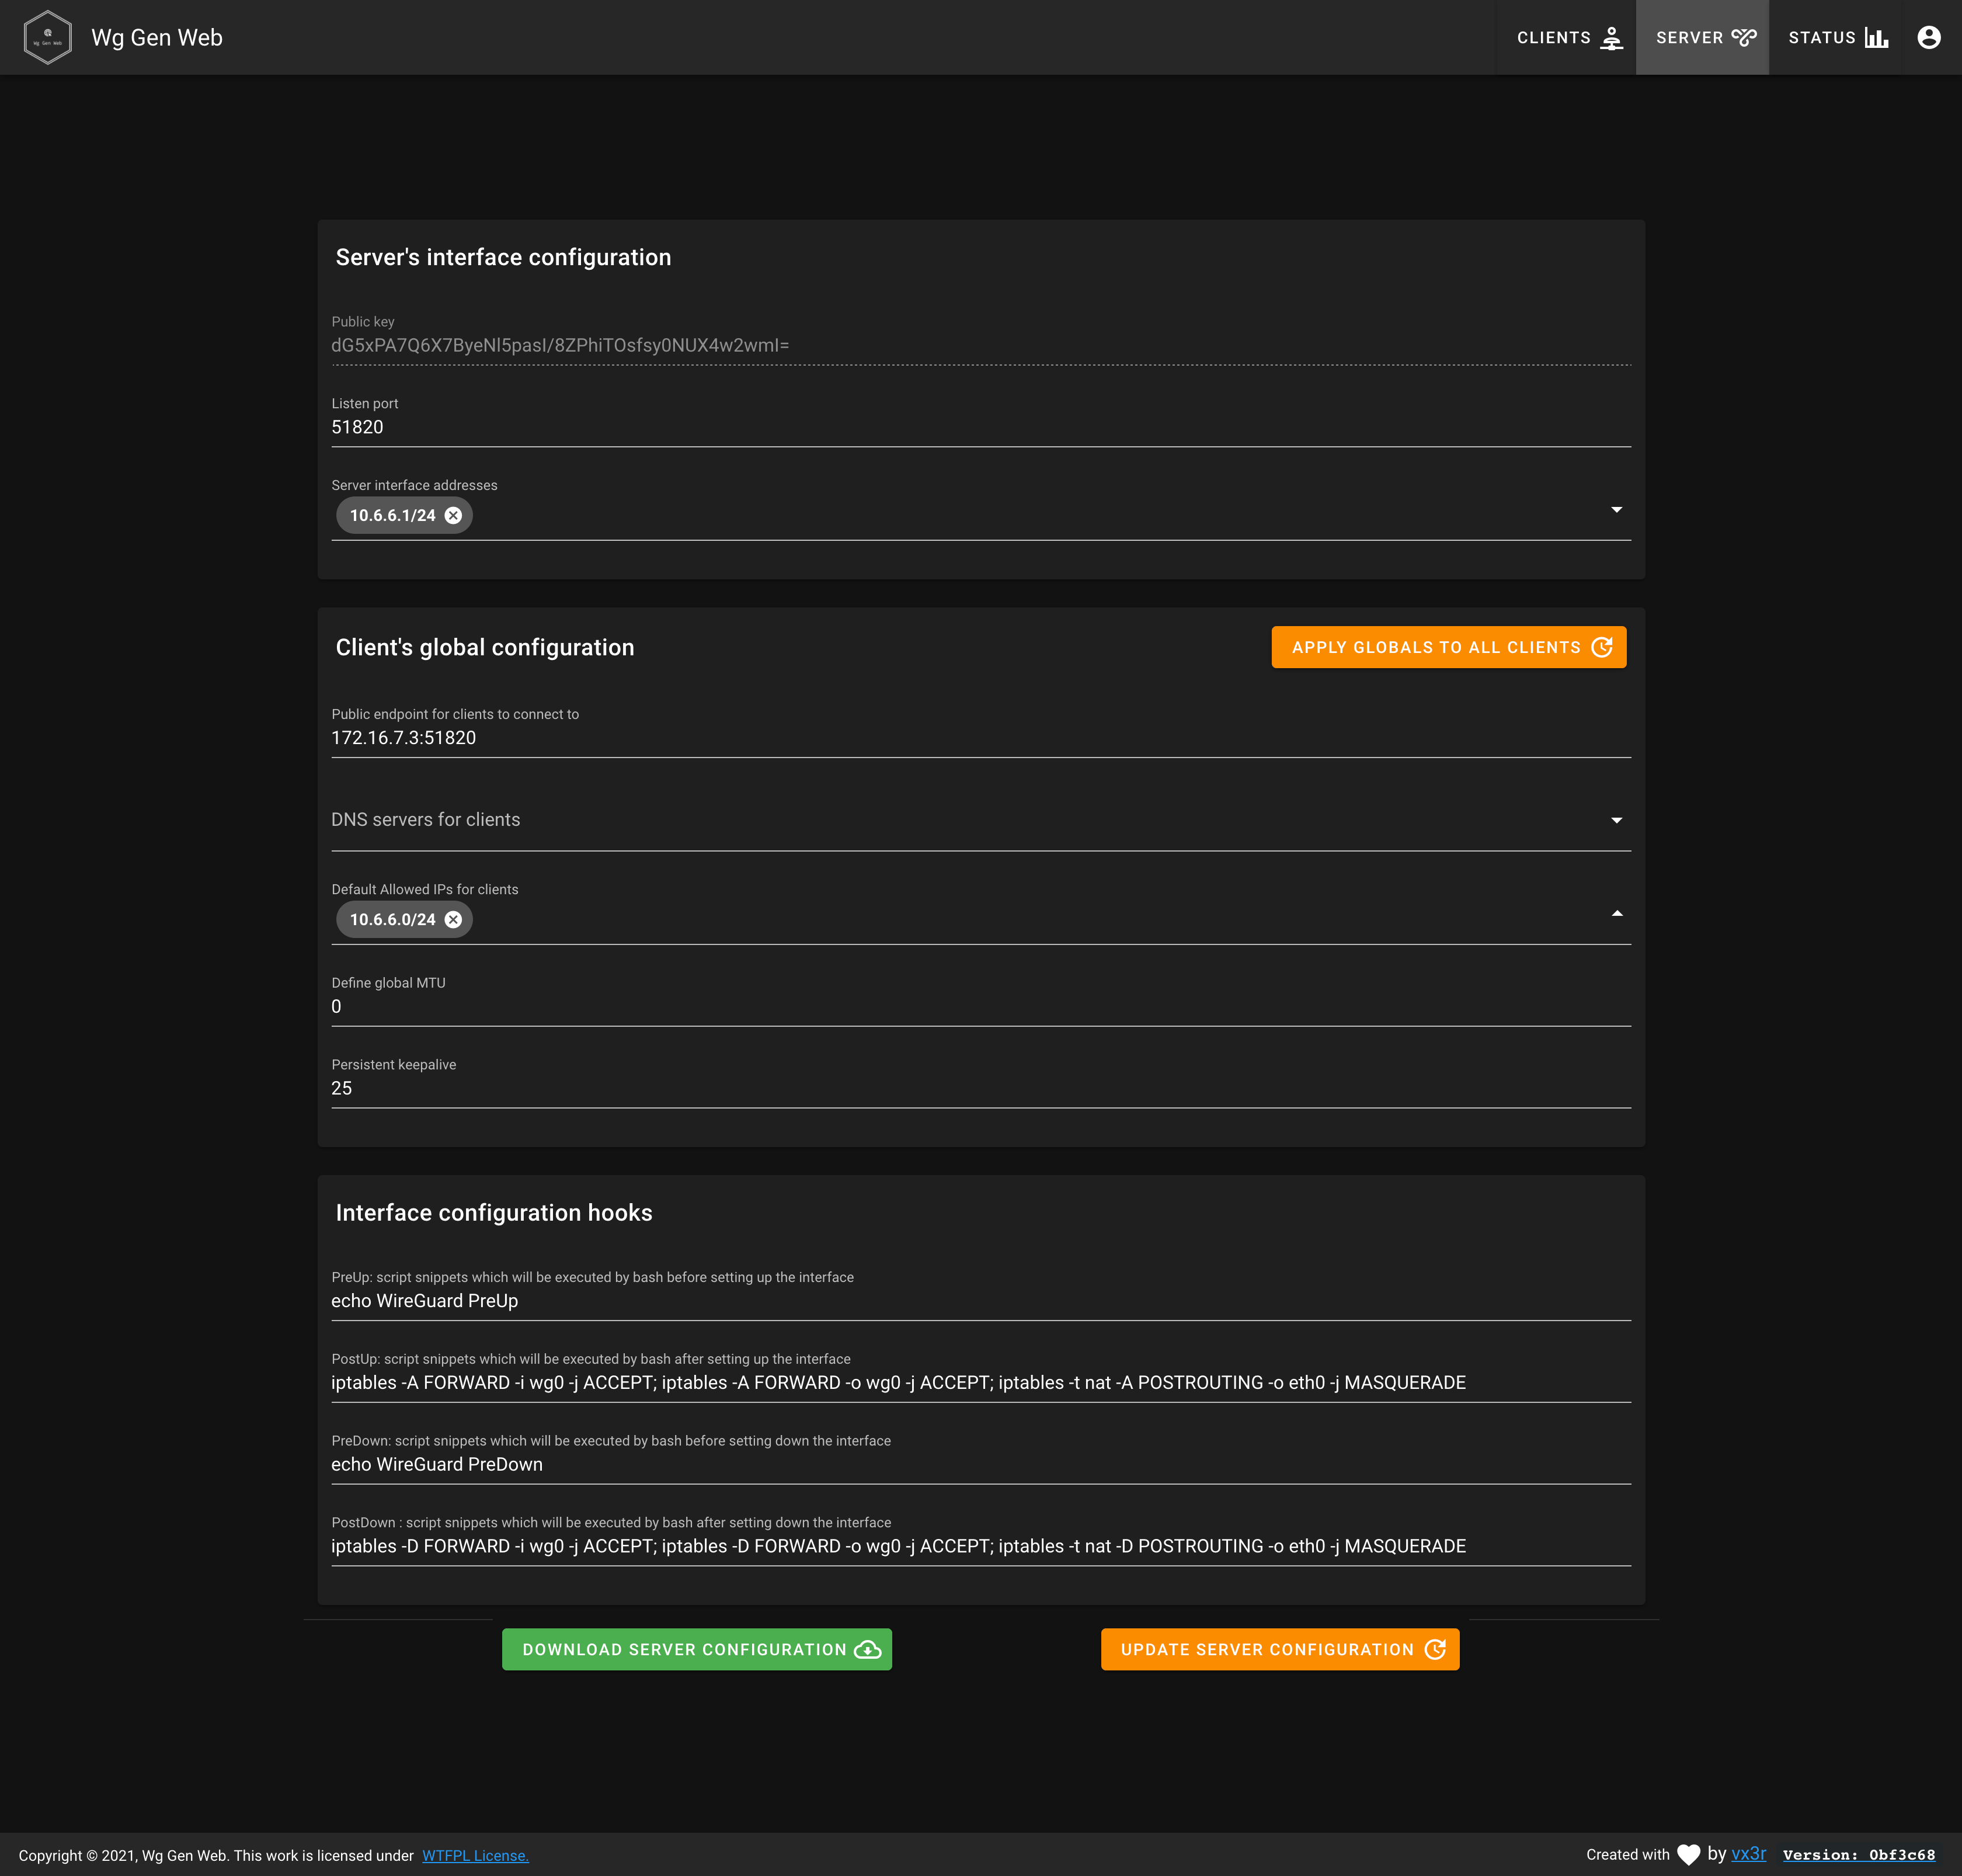 Wg Gen Web
Wg Gen Web
CLIENTS
SERVER
STATUS
Server's interface configuration
Public key
dG5xPA7Q6X7ByeNl5pasI/8ZPhiTOsfsy0NUX4w2wmI=
Listen port
51820
Server interface addresses
10.6.6.1/24
Client's global configuration
APPLY GLOBALS TO ALL CLIENTS
Public endpoint for clients to connect to
172.16.7.3:51820
DNS servers for clients
Default Allowed IPs for clients
10.6.6.0/24
Define global MTU
0
Persistent keepalive
25
Interface configuration hooks
PreUp: script snippets which will be executed by bash before setting up the interface
echo WireGuard PreUp
PostUp: script snippets which will be executed by bash after setting up the interface
iptables -A FORWARD -i wg0 -j ACCEPT; iptables -A FORWARD -o wg0 -j ACCEPT; iptables -t nat -A POSTROUTING -o eth0 -j MASQUERADE
PreDown: script snippets which will be executed by bash before setting down the interface
echo WireGuard PreDown
PostDown : script snippets which will be executed by bash after setting down the interface
iptables -D FORWARD -i wg0 -j ACCEPT; iptables -D FORWARD -o wg0 -j ACCEPT; iptables -t nat -D POSTROUTING -o eth0 -j MASQUERADE
DOWNLOAD SERVER CONFIGURATION
UPDATE SERVER CONFIGURATION
Copyright © 2021, Wg Gen Web. This work is licensed under WTFPL License.
Created with by vx3r Version: 0bf3c68